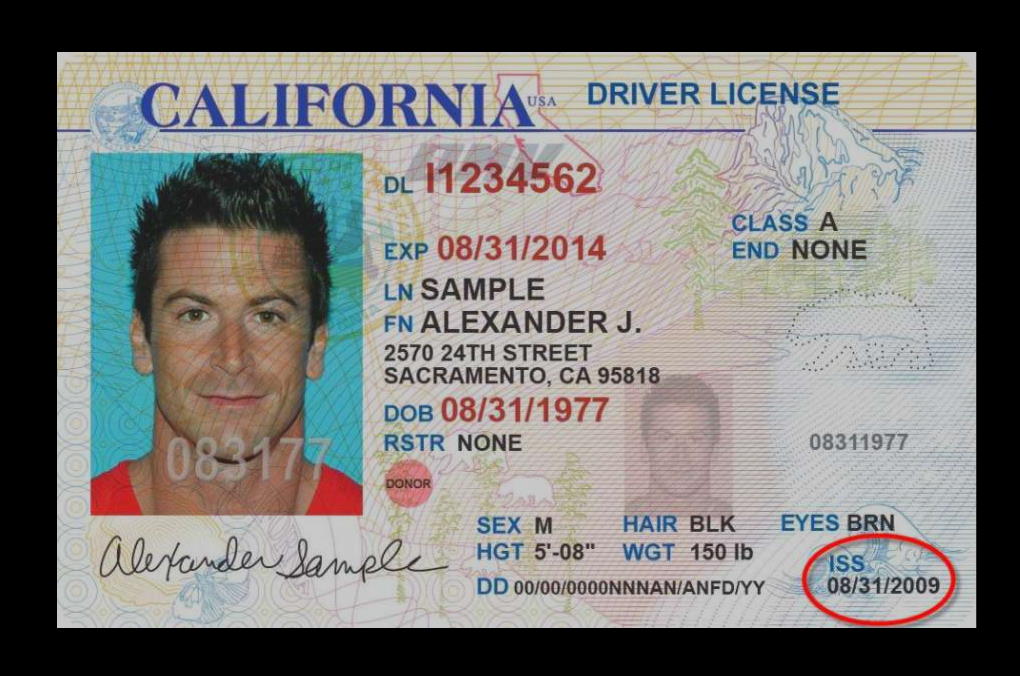 CALIFORNIA USA DRIVER LICENSE
DL I1234562
CLASS A
EXP 08/31/2014
END NONE
LN SAMPLE
FN ALEXANDER J.
2570 24TH STREET
SACRAMENTO, CA 95818
DOB 08/31/1977
RSTR NONE
08311977
083177
DONOR
SEX M HAIR BLK EYES BRN
HGT 5'-08" WGT 150 lb
ISS
08/31/2009
DD 00/00/0000NNNAN/ANFD/YY
Alexander Sample